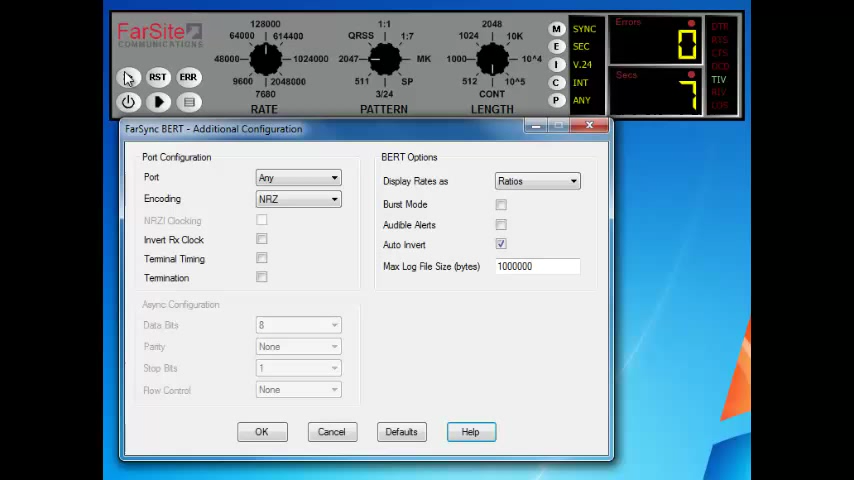 FarSite
COMMUNICATIONS
RST
ERR
128000
64000
614400
48000
1024000
9600
2048000
7680
RATE
1:1
QRSS
1:7
2047
MK
511
SP
3/24
PATTERN
2048
1024
10K
1000
10^4
512
10^5
CONT
LENGTH
M
E
I
C
P
SYNC
SEC
V.24
INT
ANY
Errors
0
Secs
7
DTR
RTS
CTS
DCD
TIV
RIV
LOS
FarSync BERT - Additional Configuration
Port Configuration
Port
Any
Encoding
NRZ
NRZI Clocking
Invert Rx Clock
Terminal Timing
Termination
BERT Options
Display Rates as
Ratios
Burst Mode
Audible Alerts
Auto Invert
Max Log File Size (bytes)
1000000
Async Configuration
Data Bits
8
Parity
None
Stop Bits
1
Flow Control
None
OK
Cancel
Defaults
Help